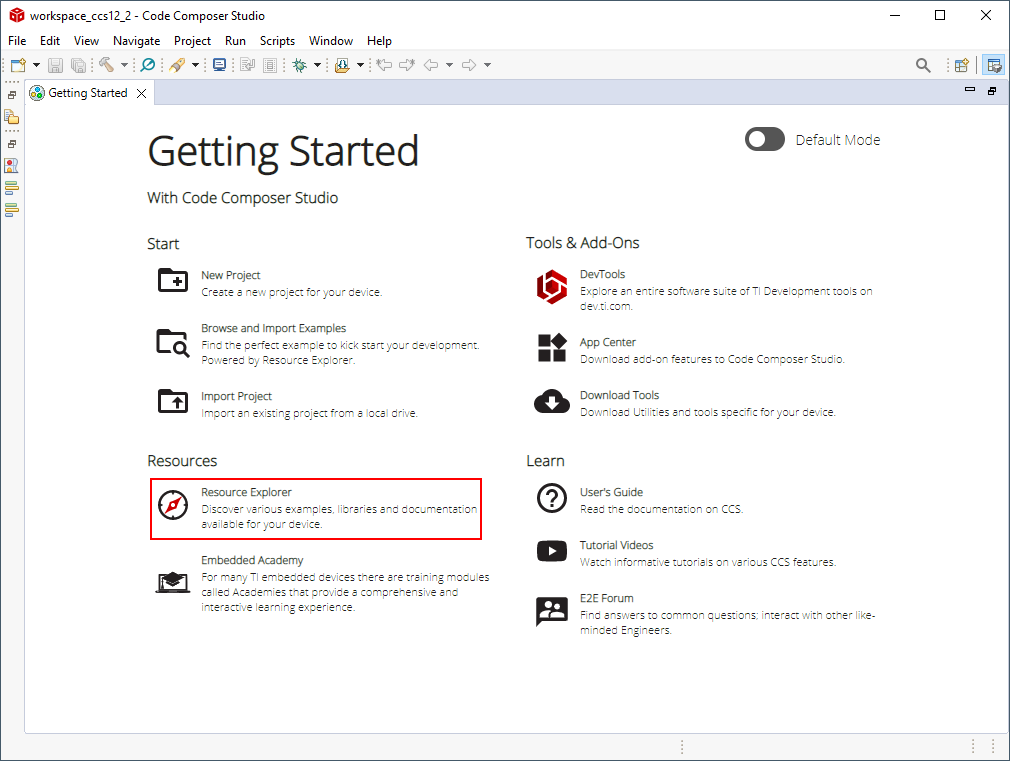 workspace_ccs12_2 - Code Composer Studio
File Edit View Navigate Project Run Scripts Window Help
Getting Started
Getting Started
Default Mode
With Code Composer Studio
Start
New Project
Create a new project for your device.
Browse and Import Examples
Find the perfect example to kick start your development.
Powered by Resource Explorer.
Import Project
Import an existing project from a local drive.
Tools & Add-Ons
DevTools
Explore an entire software suite of TI Development tools on
dev.ti.com.
App Center
Download add-on features to Code Composer Studio.
Download Tools
Download Utilities and tools specific for your device.
Resources
Resource Explorer
Discover various examples, libraries and documentation
available for your device.
Embedded Academy
For many TI embedded devices there are training modules
called Academies that provide a comprehensive and
interactive learning experience.
Learn
User's Guide
Read the documentation on CCS.
Tutorial Videos
Watch informative tutorials on various CCS features.
E2E Forum
Find answers to common questions; interact with other like-
minded Engineers.